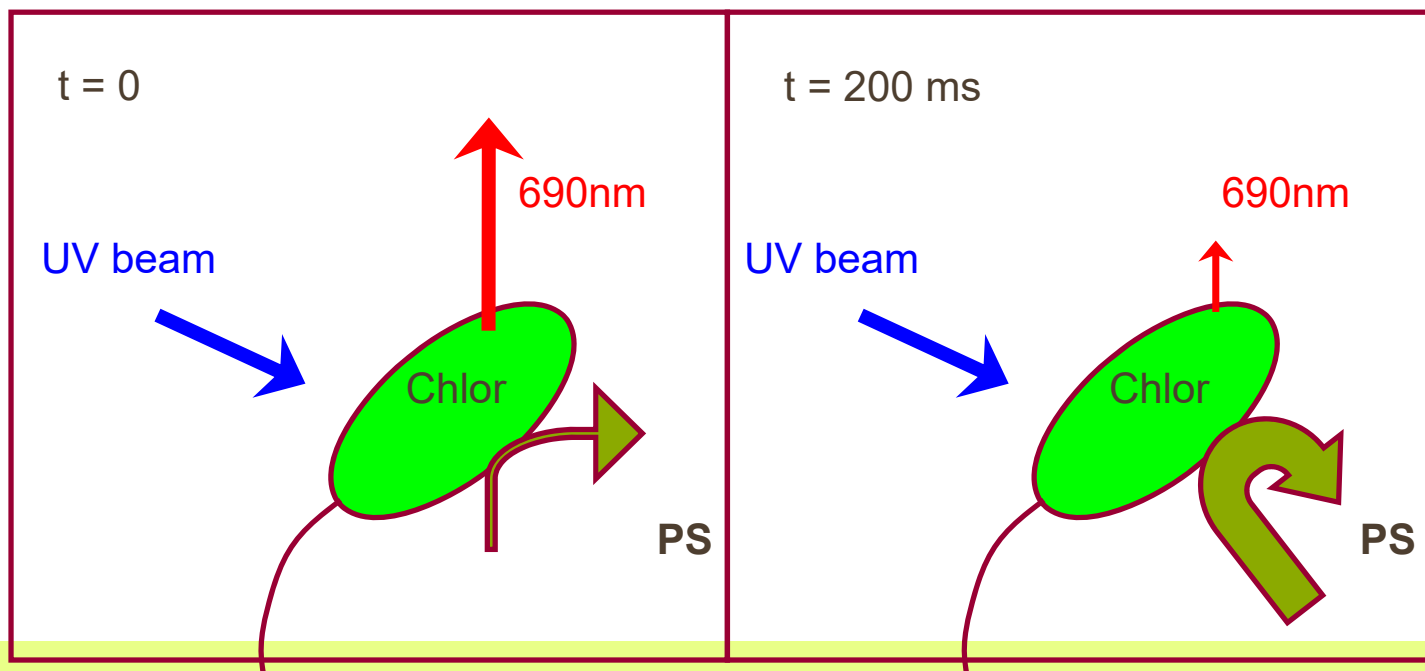 t = 0
690nm
UV beam
Chlor
PS
t = 200 ms
690nm
UV beam
Chlor
PS